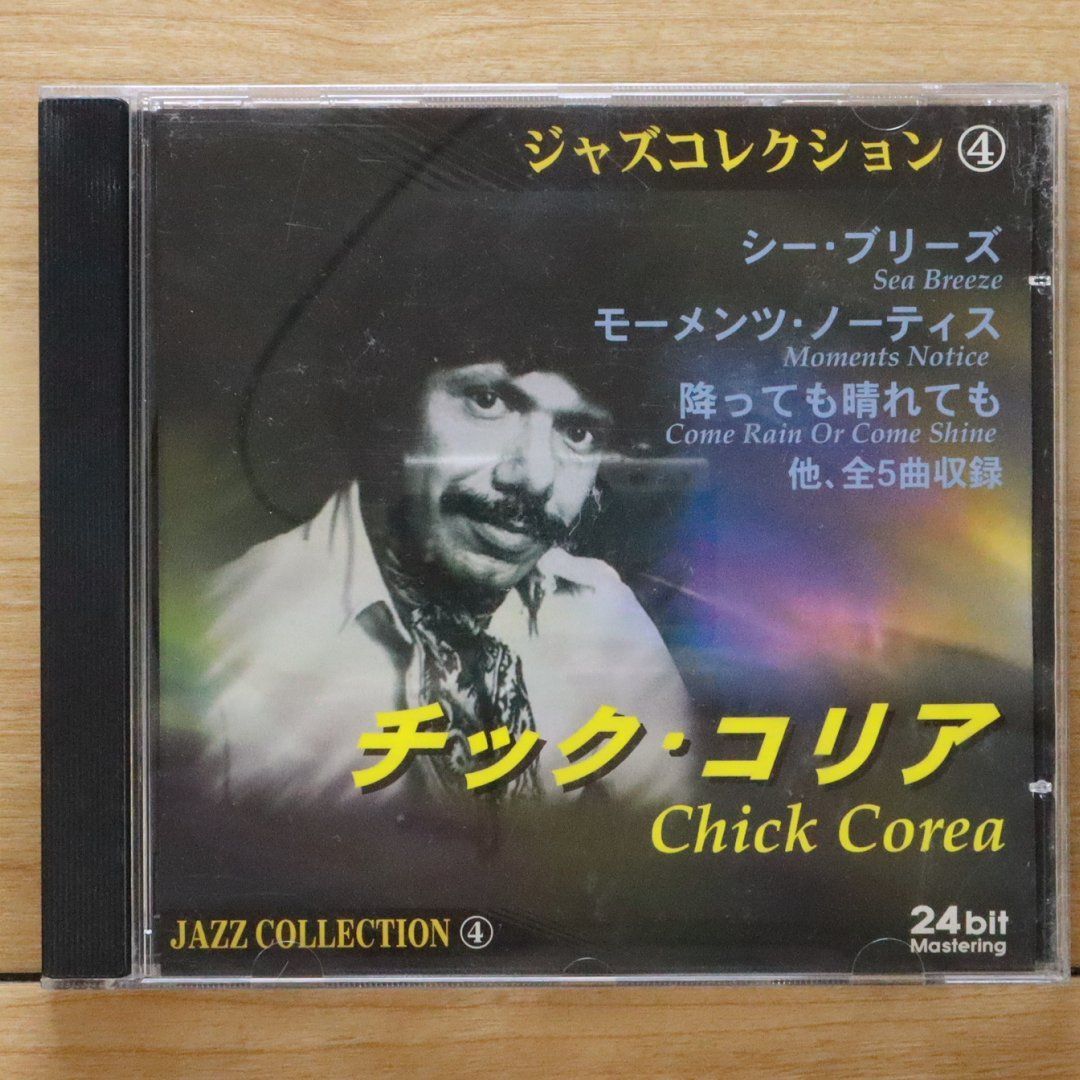 ジャズコレクション④
シー・ブリーズ
Sea Breeze
モーメンツ・ノーティス
Moments Notice
降っても晴れても
Come Rain Or Come Shine
他、全5曲収録
チック・コリア
Chick Corea
JAZZ COLLECTION ④
24bit
Mastering